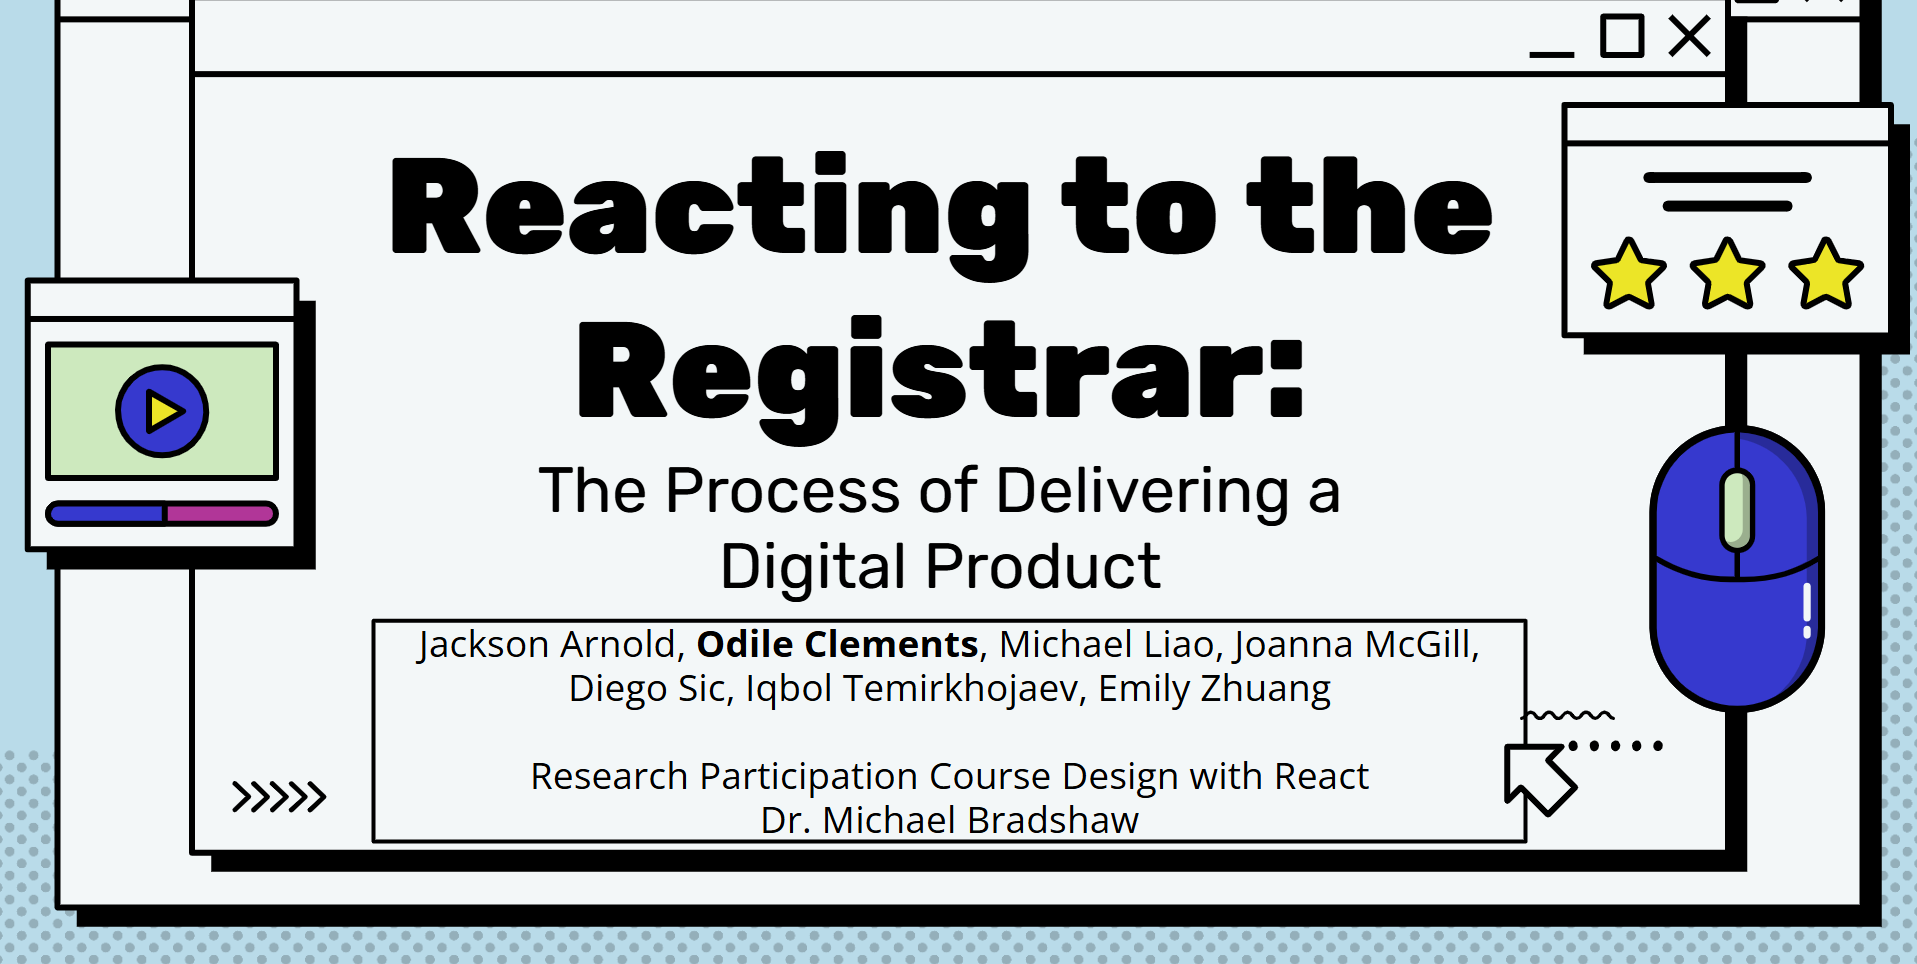 Reacting to the
Registrar:
The Process of Delivering a
Digital Product
Jackson Arnold, Odile Clements, Michael Liao, Joanna McGill,
Diego Sic, Iqbol Temirkhojaev, Emily Zhuang
Research Participation Course Design with React
Dr. Michael Bradshaw